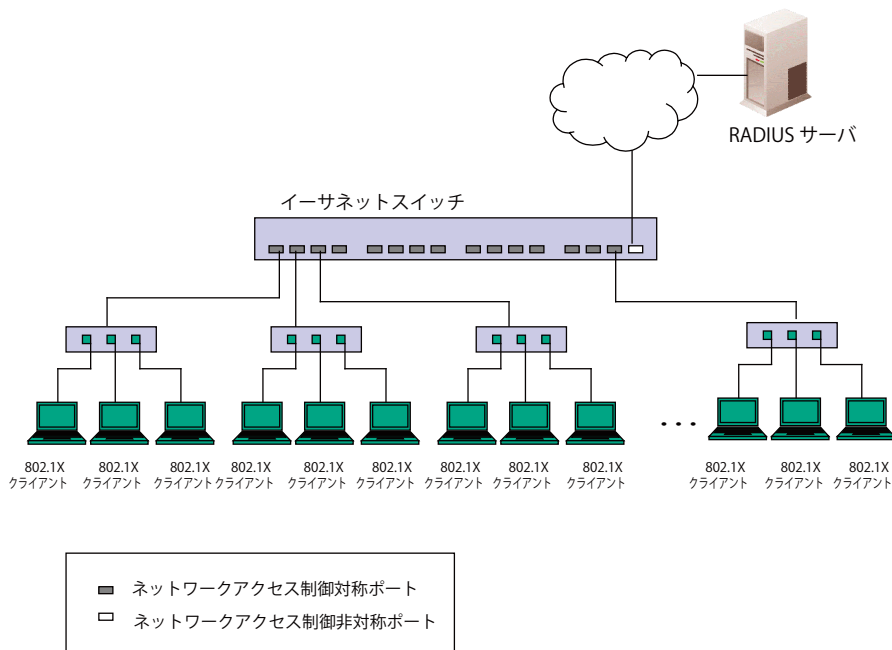 RADIUS サーバ
イーサネットスイッチ
...
802.1X 802.1X 802.1X 802.1X 802.1X 802.1X 802.1X 802.1X 802.1X 802.1X 802.1X 802.1X
クライアント クライアント クライアント クライアント クライアント クライアント クライアント クライアント クライアント クライアント クライアント クライアント
ネットワークアクセス制御対称ポート
ネットワークアクセス制御非対称ポート